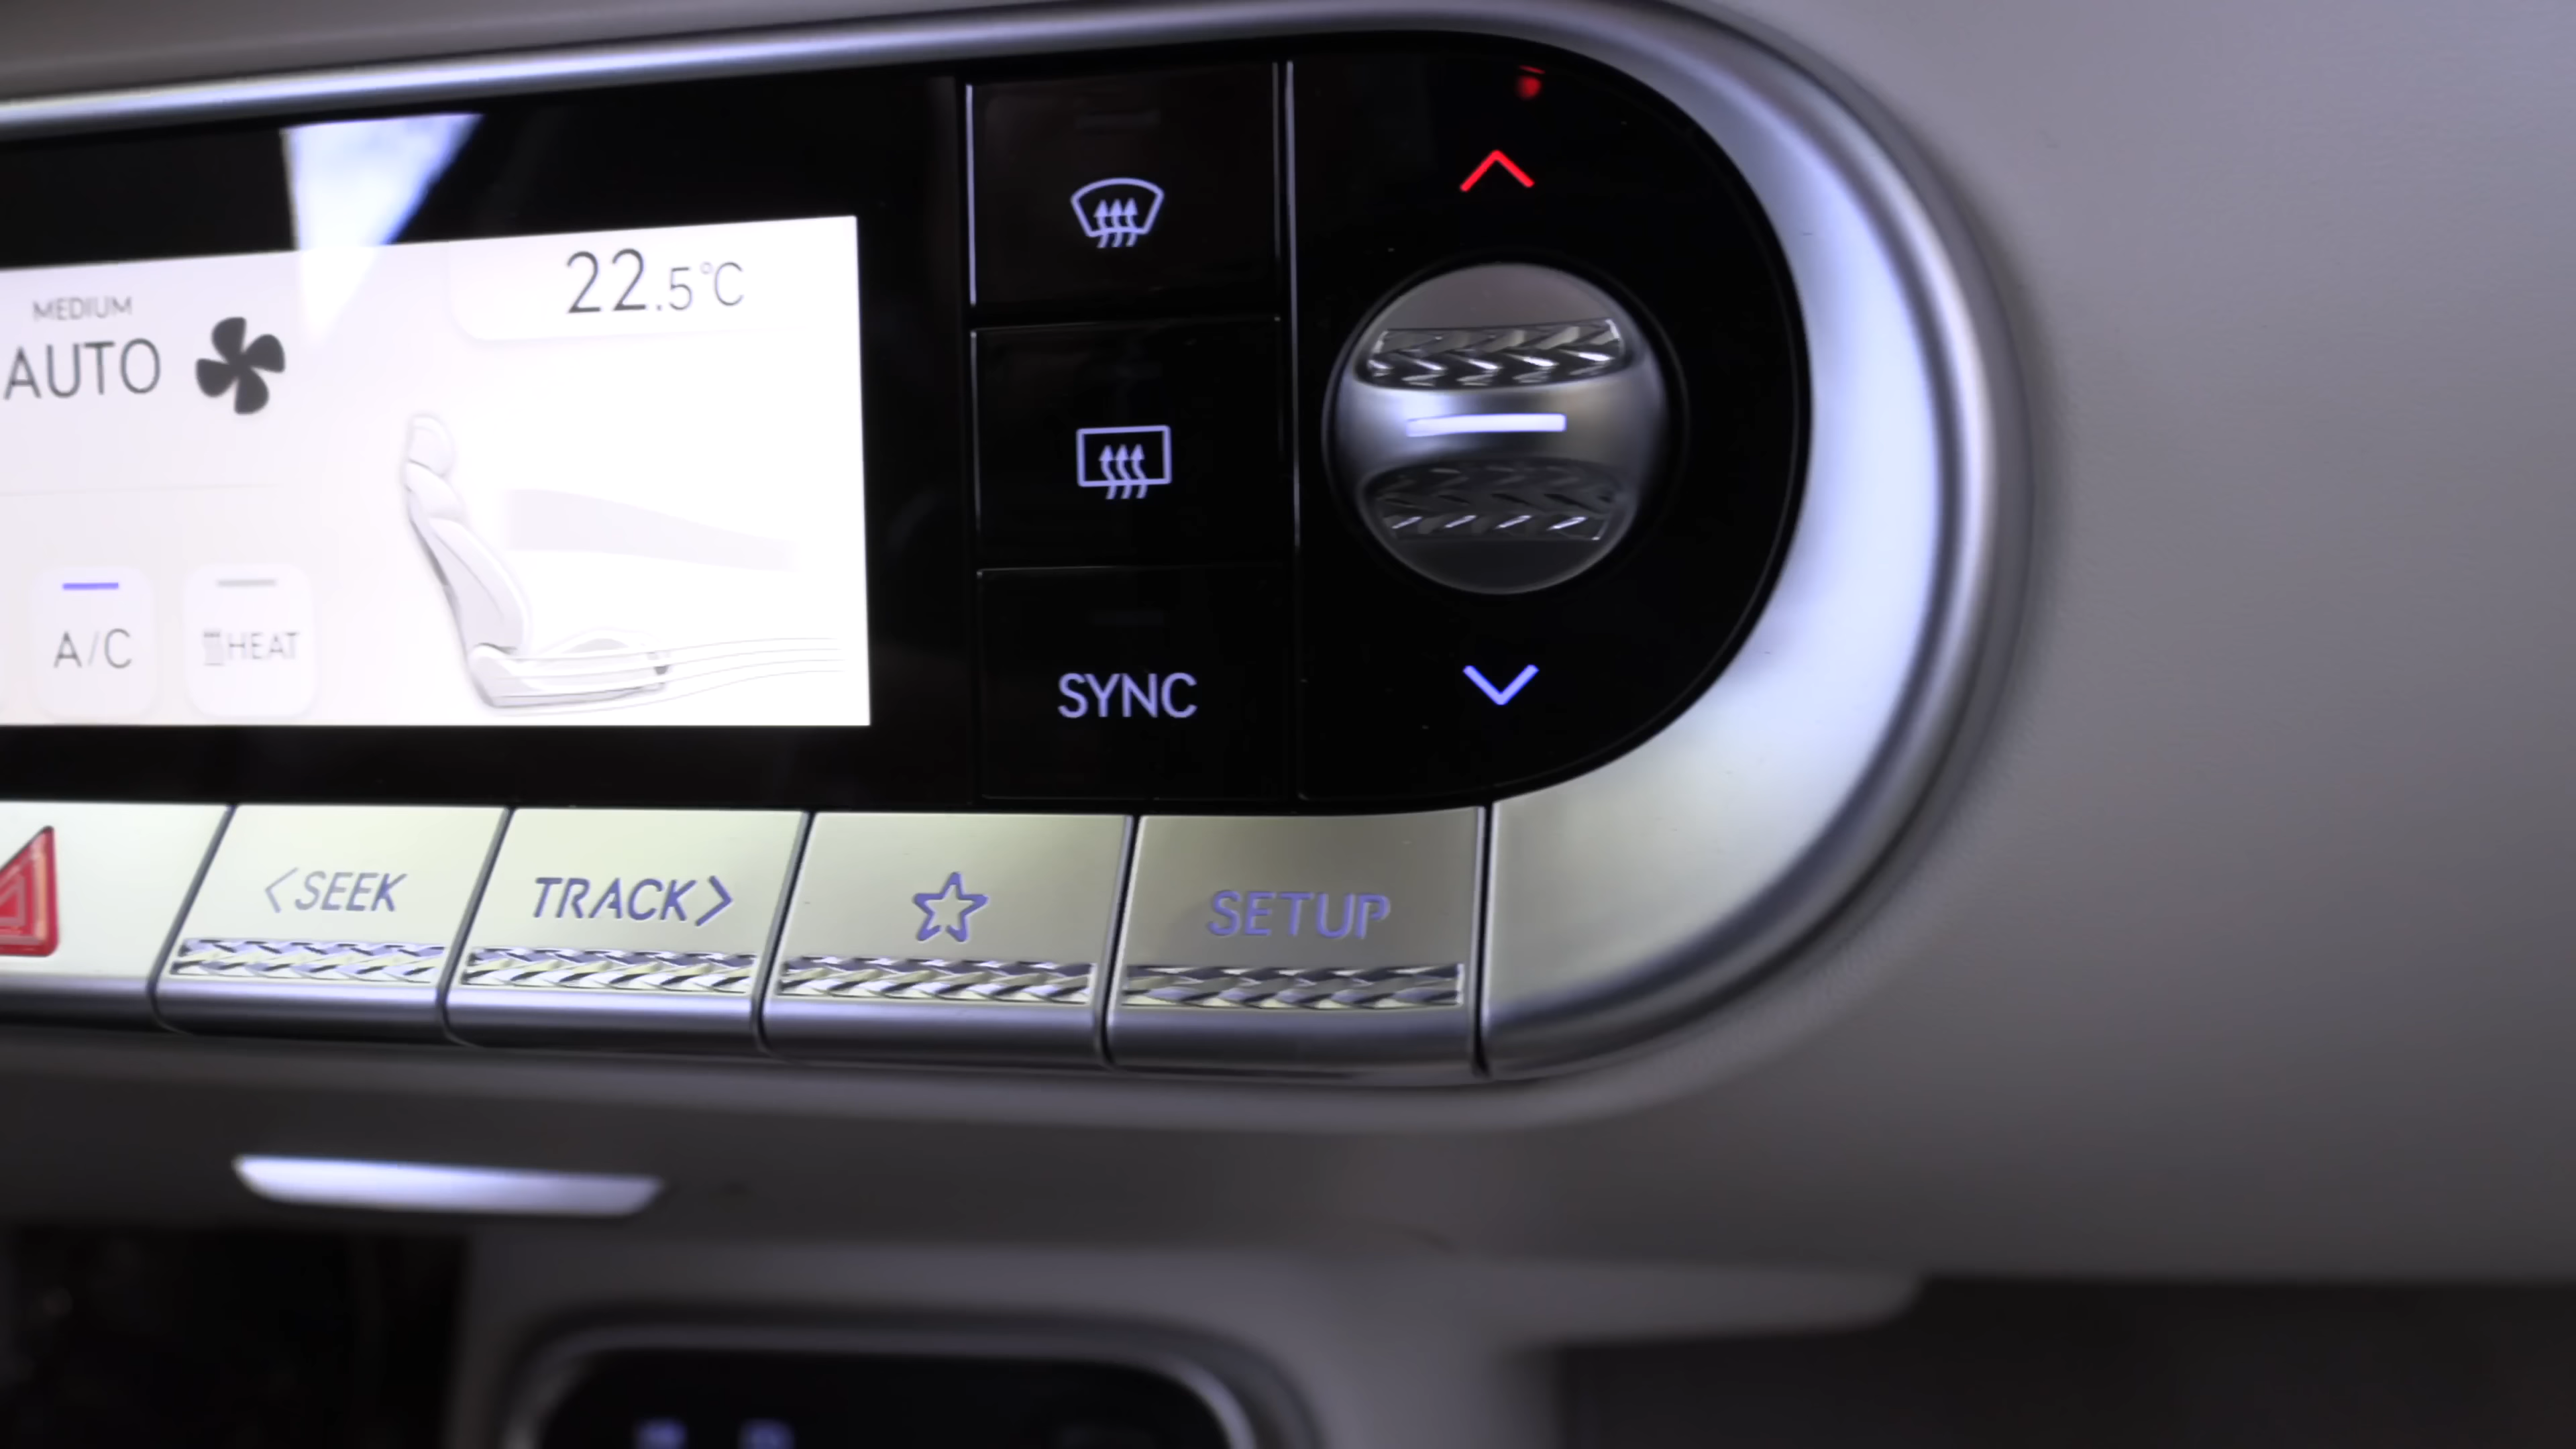 22.5°C
MEDIUM
AUTO
A/C
HEAT
SYNC
<SEEK
TRACK>
SETUP